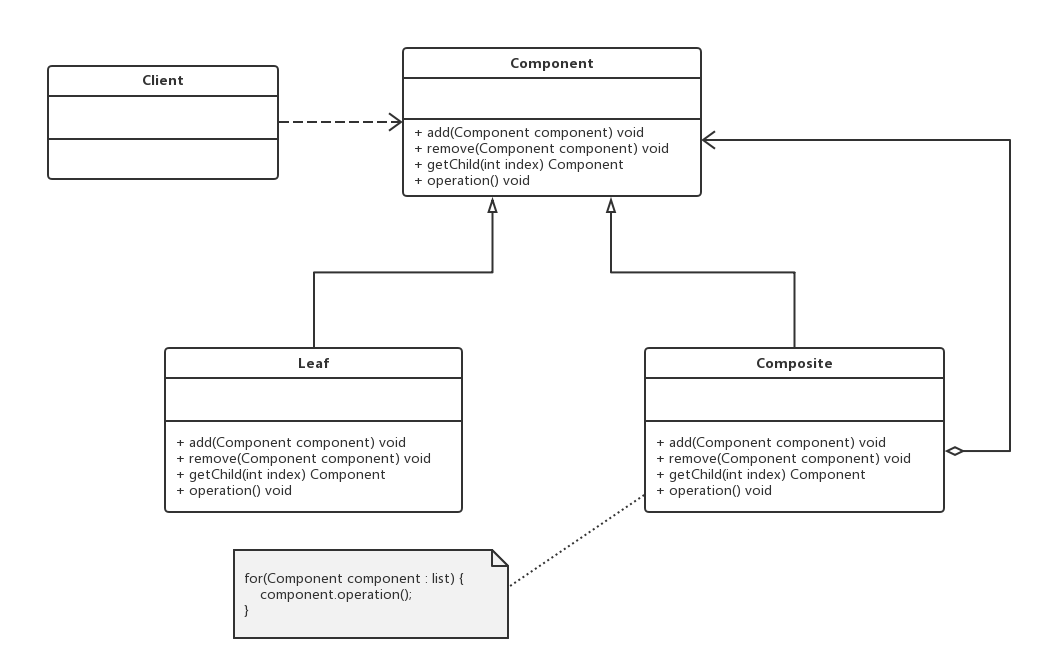 Client
Component
+ add(Component component) void
+ remove(Component component) void
+ getChild(int index) Component
+ operation() void
Leaf
+ add(Component component) void
+ remove(Component component) void
+ getChild(int index) Component
+ operation() void
Composite
+ add(Component component) void
+ remove(Component component) void
+ getChild(int index) Component
+ operation() void
for(Component component : list) {
component.operation();
}